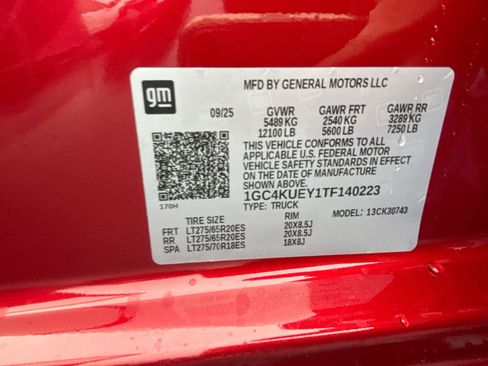 gm
MFD BY GENERAL MOTORS LLC
09/25 GVWR GAWR FRT GAWR RR
5489 KG 2540 KG 3289 KG
12100 LB 5600 LB 7250 LB
THIS VEHICLE CONFORMS TO ALL
APPLICABLE U.S. FEDERAL MOTOR
VEHICLE SAFETY STANDARDS IN EFFECT
ON THE DATE OF MANUFACTURE
SHOWN ABOVE.
1GC4KUEY1TF140223
170H TYPE: TRUCK MODEL: 13CK30743
TIRE SIZE RIM
FRT LT275/65R20ES 20X8.5J
RR LT275/65R20ES 20X8.5J
SPA LT275/70R18ES 18X8J